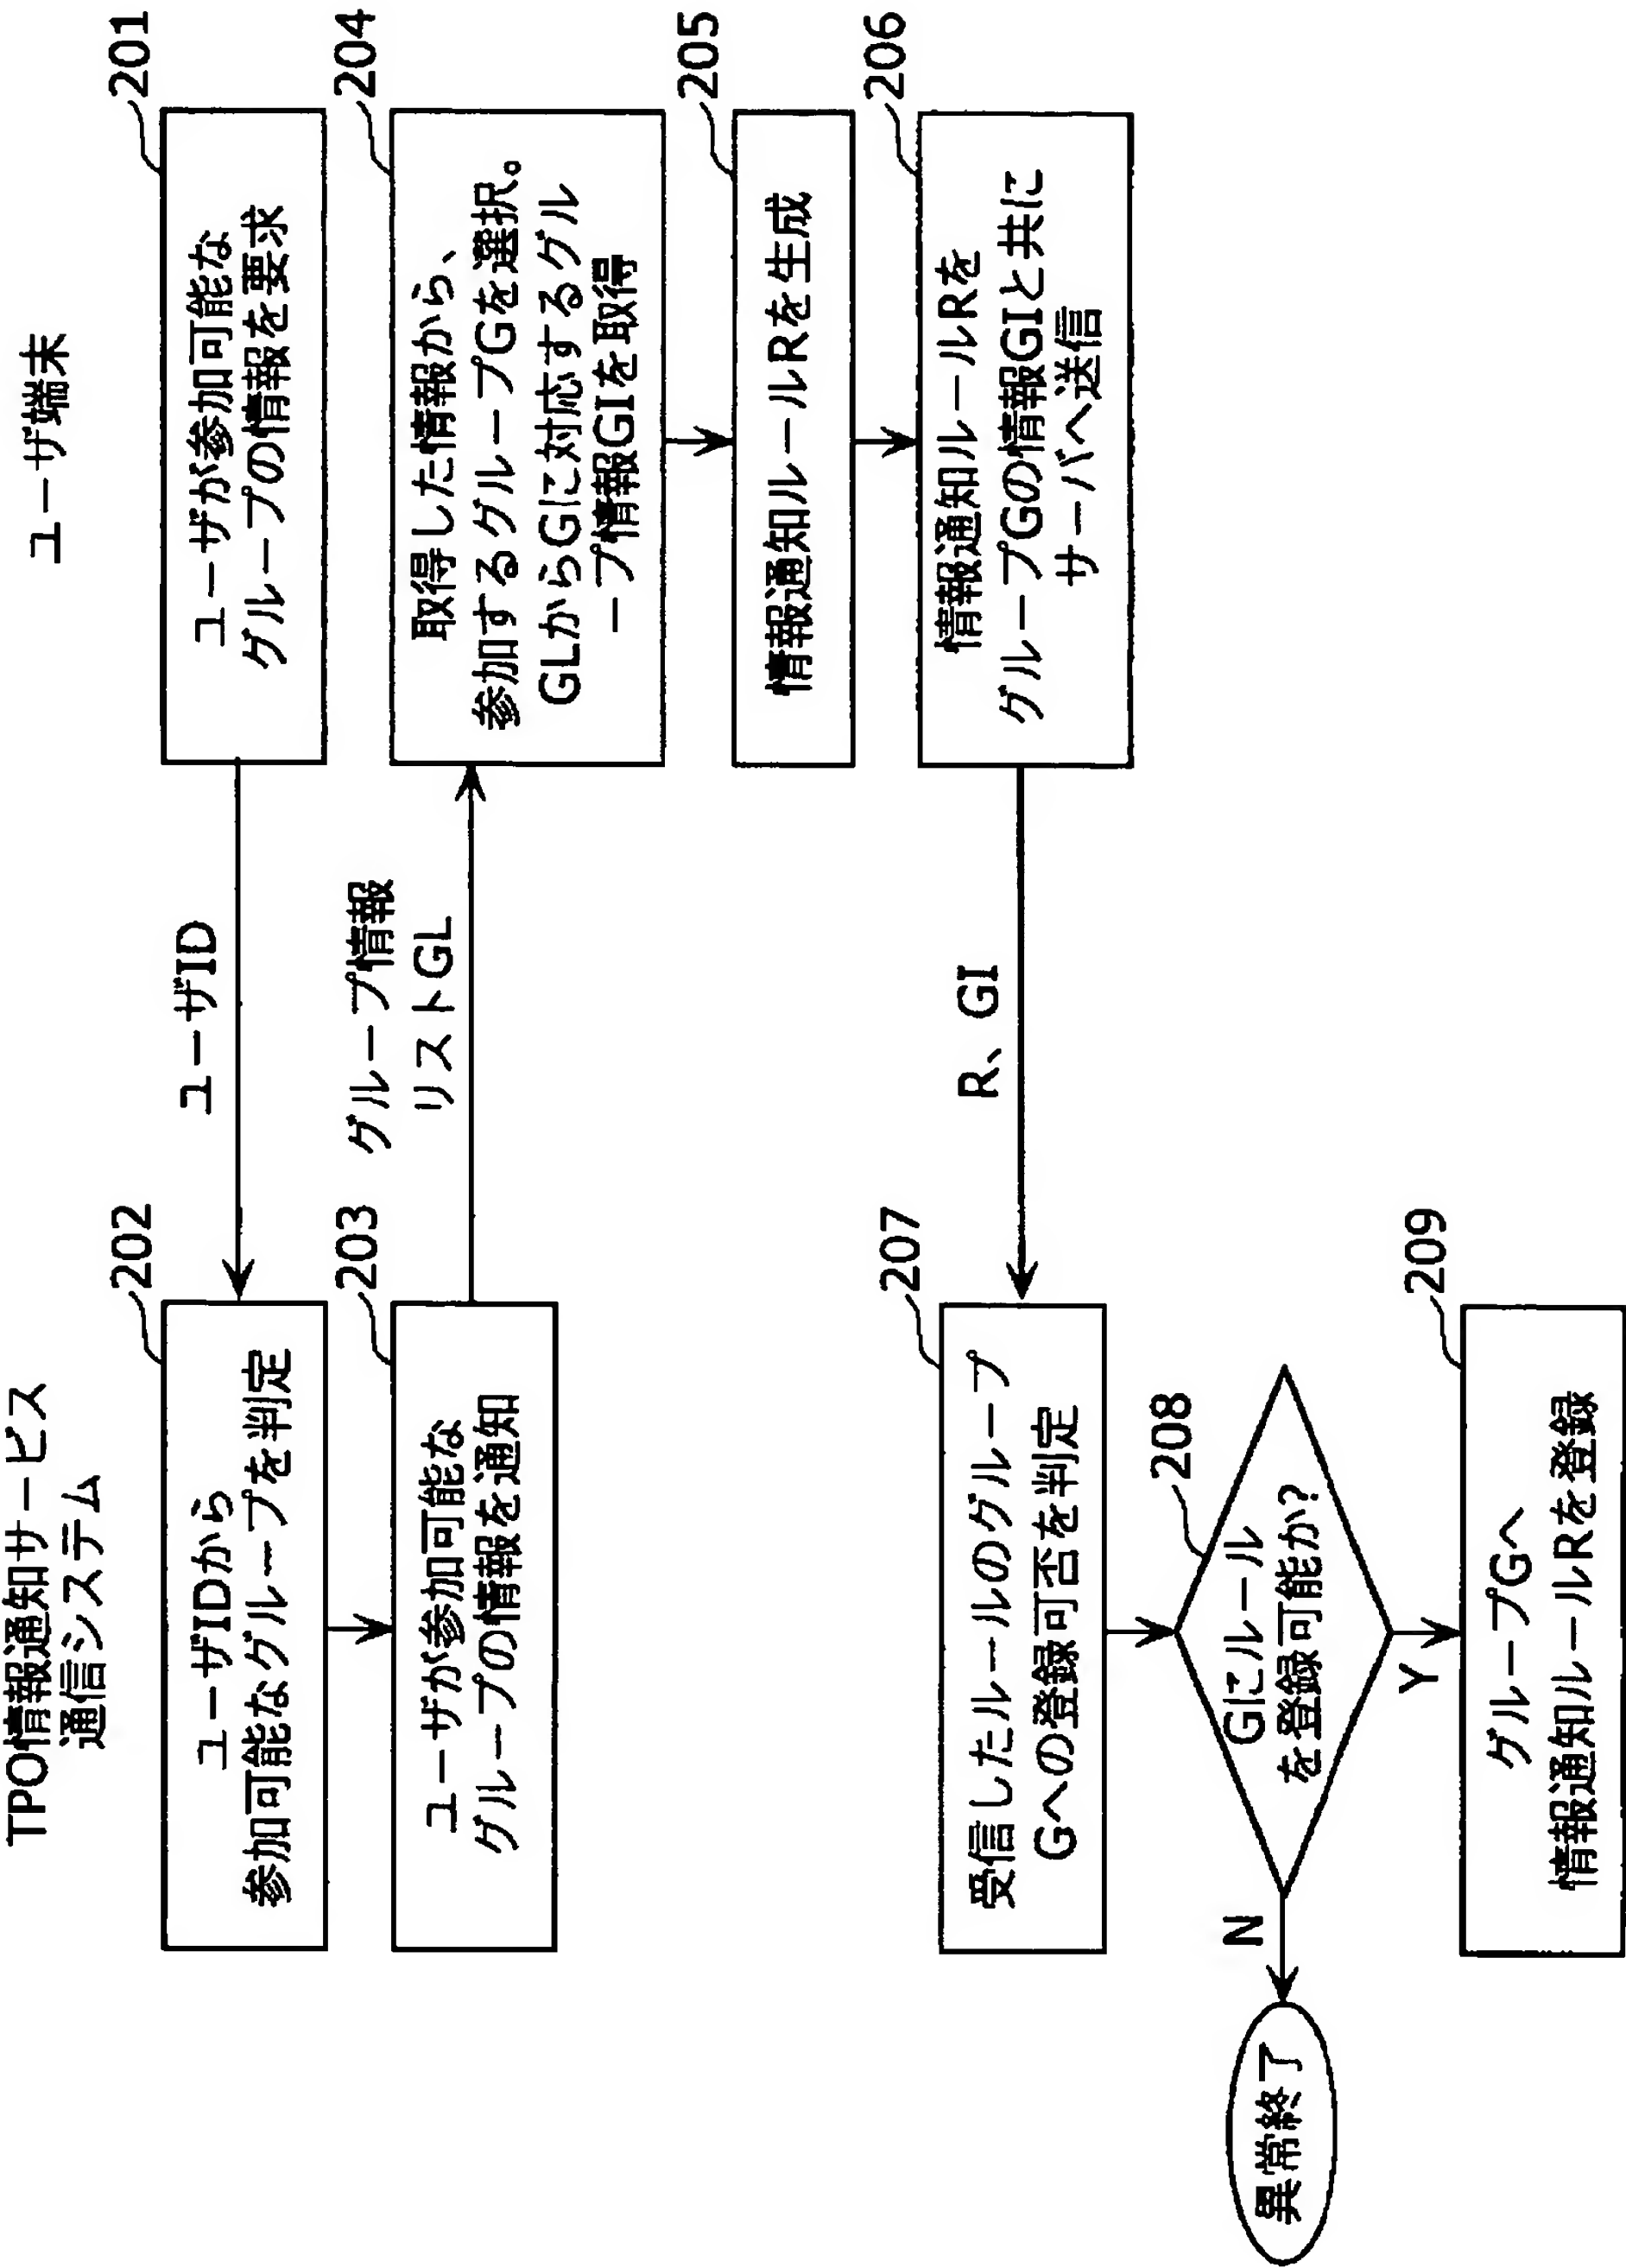 TPO情報通知サービス
通信システム
ユーザ端末
201
ユーザが参加可能な
グループの情報を要求
ユーザID
202
ユーザIDから
参加可能なグループを判定
203
ユーザが参加可能な
グループの情報を通知
グループ情報
リストGL
204
取得した情報から、
参加するグループGを選択。
GLからGに対応するグル
ープ情報GIを取得
205
情報通知ルールRを生成
206
情報通知ルールRを
グループGの情報GIと共に
サーバへ送信
R、GI
207
受信したルールのグループ
Gへの登録可否を判定
208
Gにルール
を登録可能か?
N
異常終了
Y
209
グループGへ
情報通知ルールRを登録